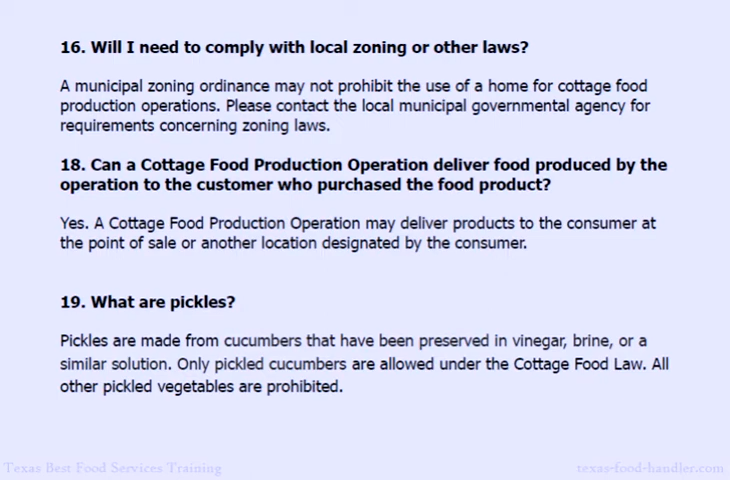 16. Will I need to comply with local zoning or other laws?
A municipal zoning ordinance may not prohibit the use of a home for cottage food
production operations. Please contact the local municipal governmental agency for
requirements concerning zoning laws.
18. Can a Cottage Food Production Operation deliver food produced by the
operation to the customer who purchased the food product?
Yes. A Cottage Food Production Operation may deliver products to the consumer at
the point of sale or another location designated by the consumer.
19. What are pickles?
Pickles are made from cucumbers that have been preserved in vinegar, brine, or a
similar solution. Only pickled cucumbers are allowed under the Cottage Food Law. All
other pickled vegetables are prohibited.
Texas Best Food Services Training
texas-food-handler.com